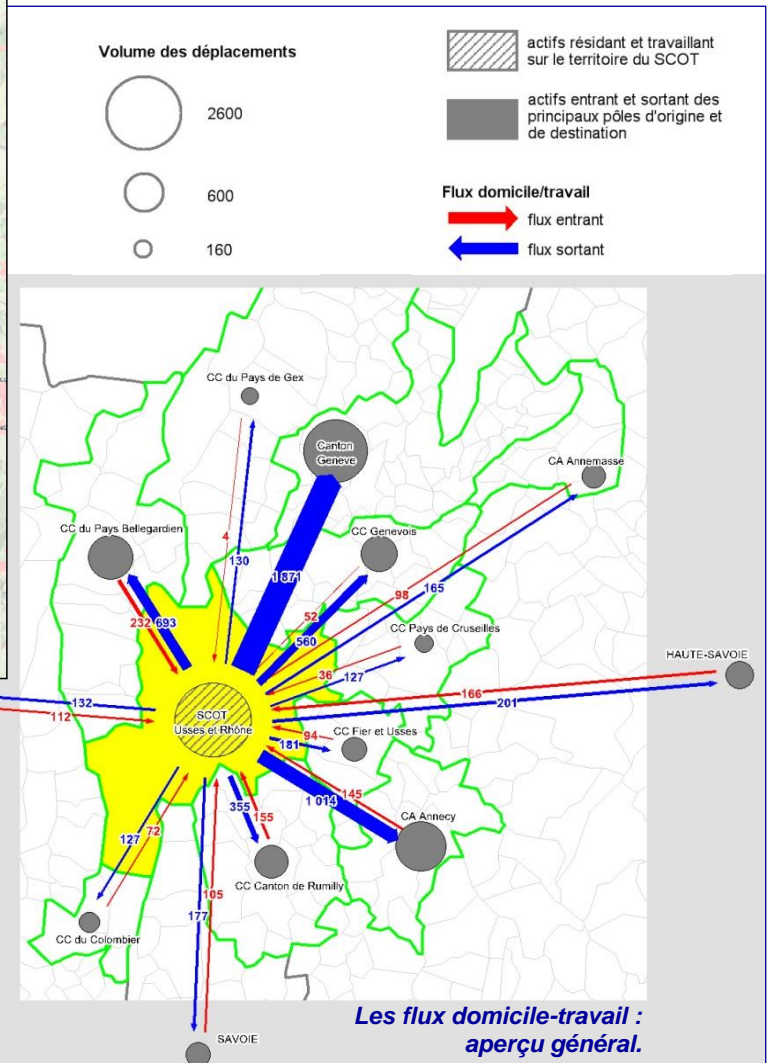 Volume des déplacements
2600
600
160
actifs résidant et travaillant
sur le territoire du SCOT
actifs entrant et sortant des
principaux pôles d'origine et
de destination
Flux domicile/travail
flux entrant
flux sortant
CC du Pays de Gex
Canton
Geneve
CA Annemasse
CC du Pays Bellegardien
CC Genevois
4
130
1 871
98
165
232
693
52
560
CC Pays de Cruseilles
36
127
HAUTE-SAVOIE
166
201
132
112
SCOT
Usses et Rhône
94
181
CC Fier et Usses
145
1 014
CA Annecy
127
72
355
155
CC Canton de Rumilly
177
105
CC du Colombier
SAVOIE
Les flux domicile-travail :
aperçu général.